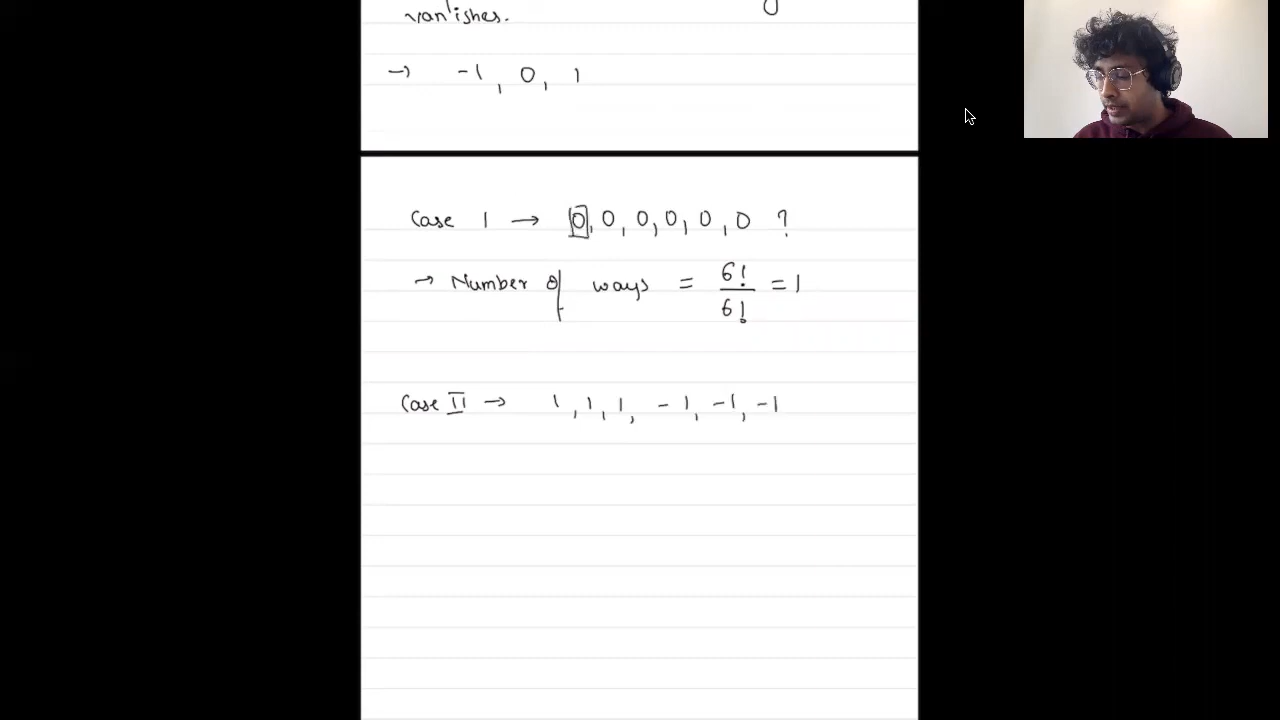 vanishes.
→ -1, 0, 1
Case 1 → 0, 0, 0, 0, 0, 0 ?
→ Number of ways = 6!/6! = 1
Case II → 1, 1, 1, -1, -1, -1